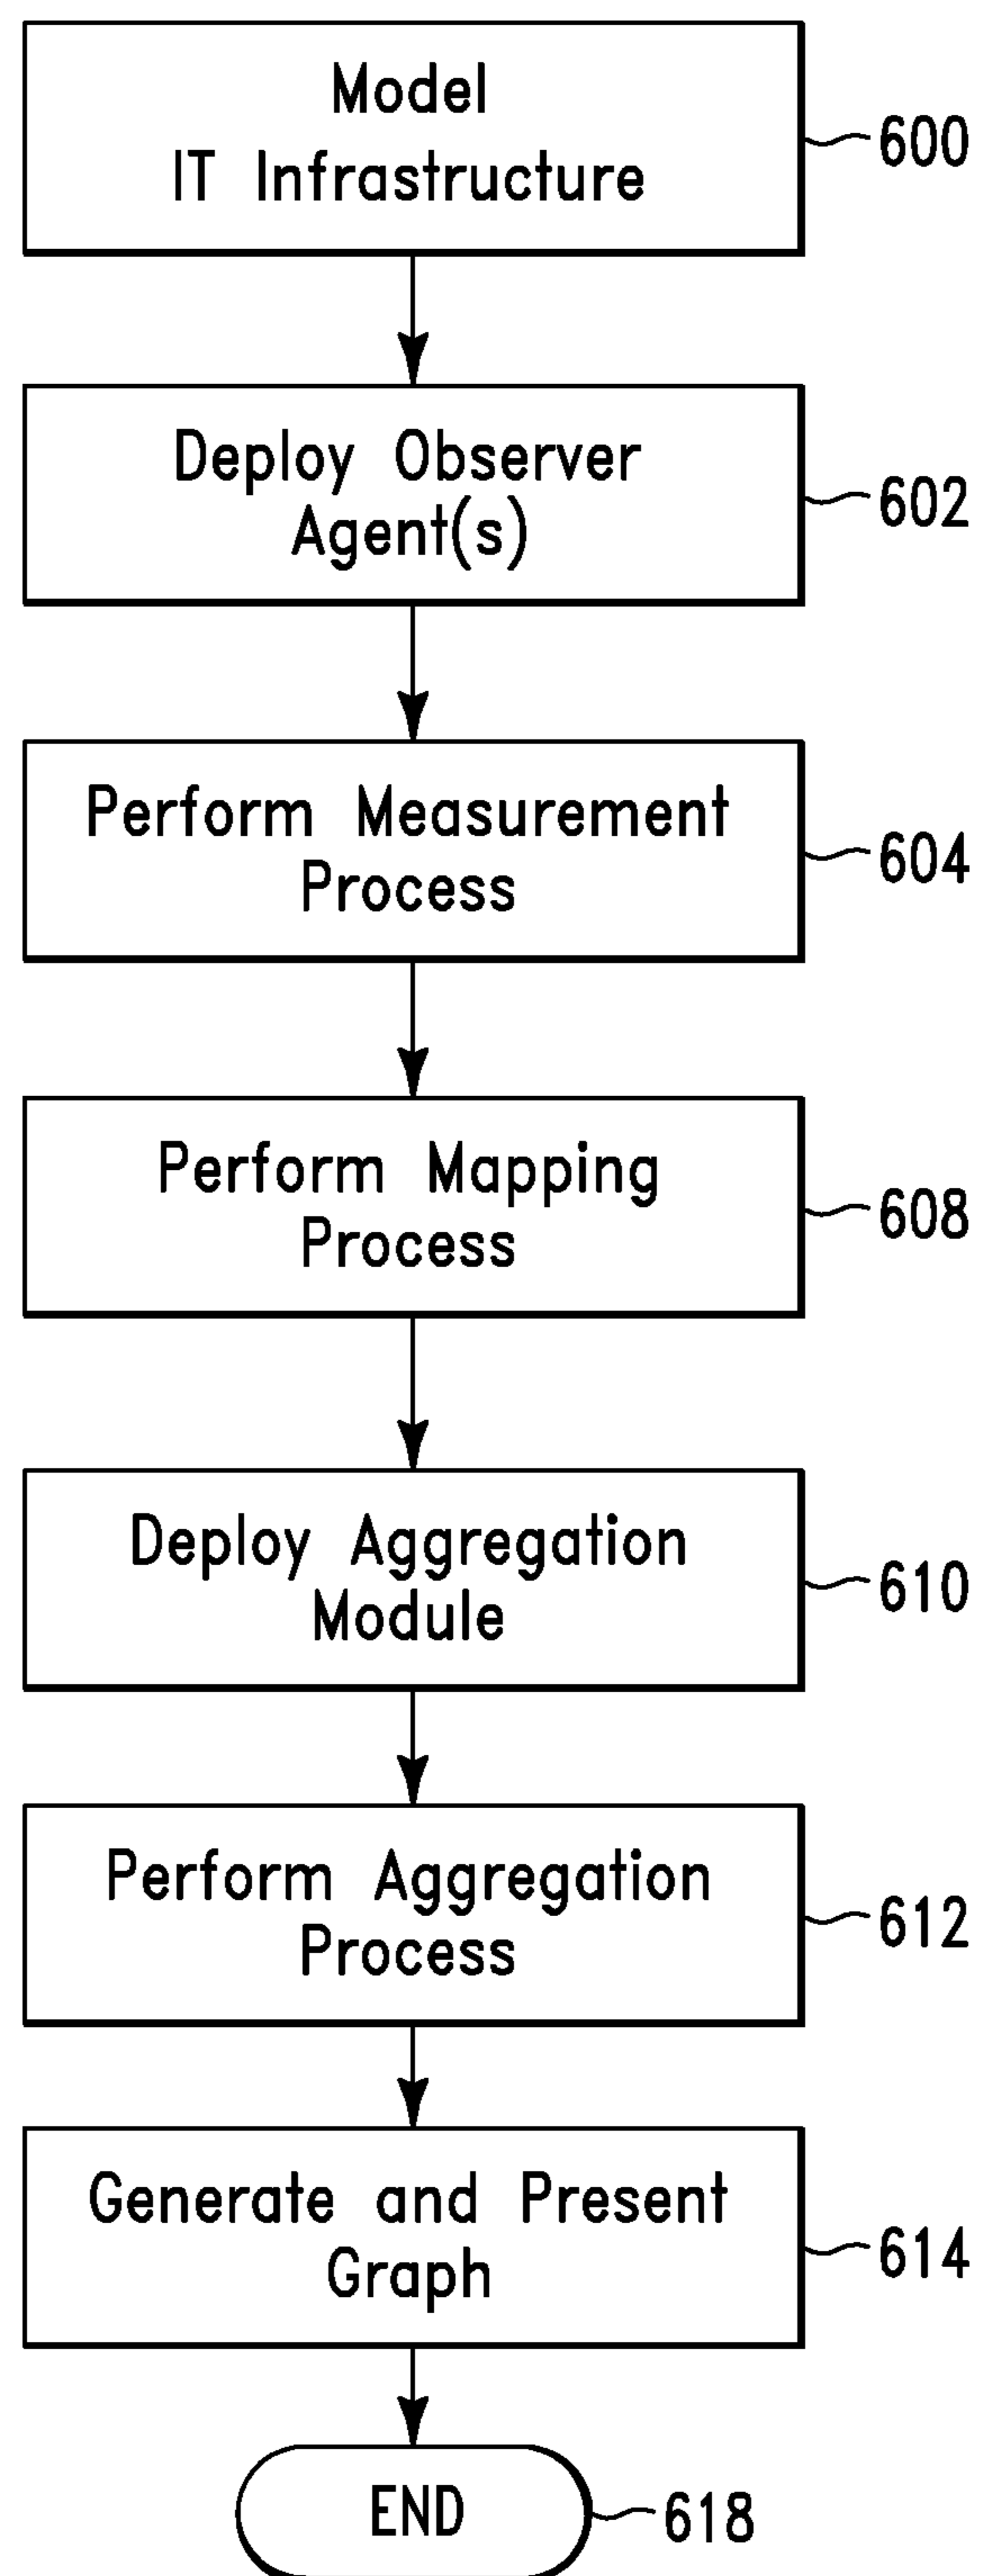 Model
IT Infrastructure
600
Deploy Observer
Agent(s)
602
Perform Measurement
Process
604
Perform Mapping
Process
608
Deploy Aggregation
Module
610
Perform Aggregation
Process
612
Generate and Present
Graph
614
END
618